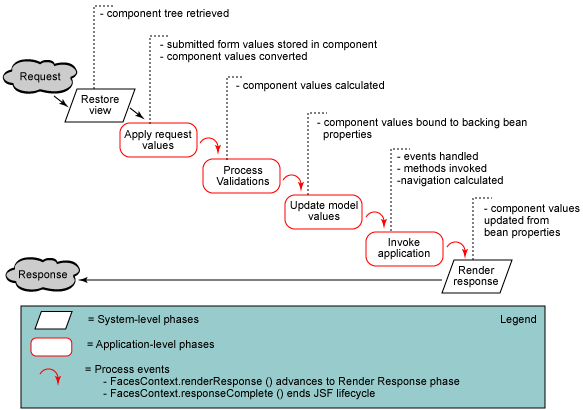 - component tree retrieved
- submitted form values stored in component
- component values converted
Request
Restore
view
- component values calculated
Apply request
values
- component values bound to backing bean
properties
Process
Validations
- events handled
- methods invoked
-navigation calculated
Update model
values
- component values
updated from
bean properties
Invoke
application
Response
Render
response
= System-level phases
Legend
= Application-level phases
= Process events
- FacesContext.renderResponse () advances to Render Response phase
- FacesContext.responseComplete () ends JSF lifecycle